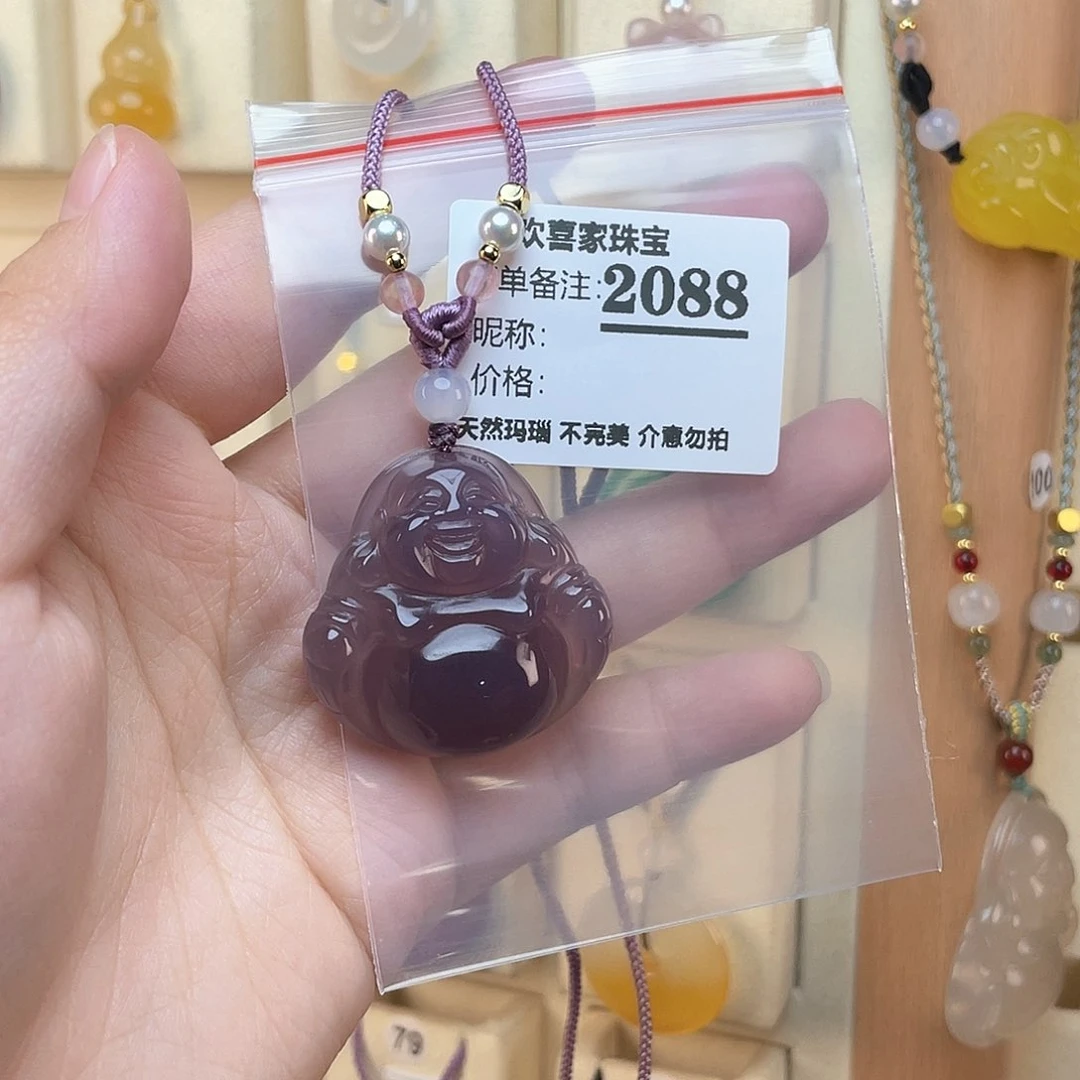 欢喜家珠宝
单备注:2088
昵称:
价格:
天然玛瑙 不完美 介意勿拍
00
79